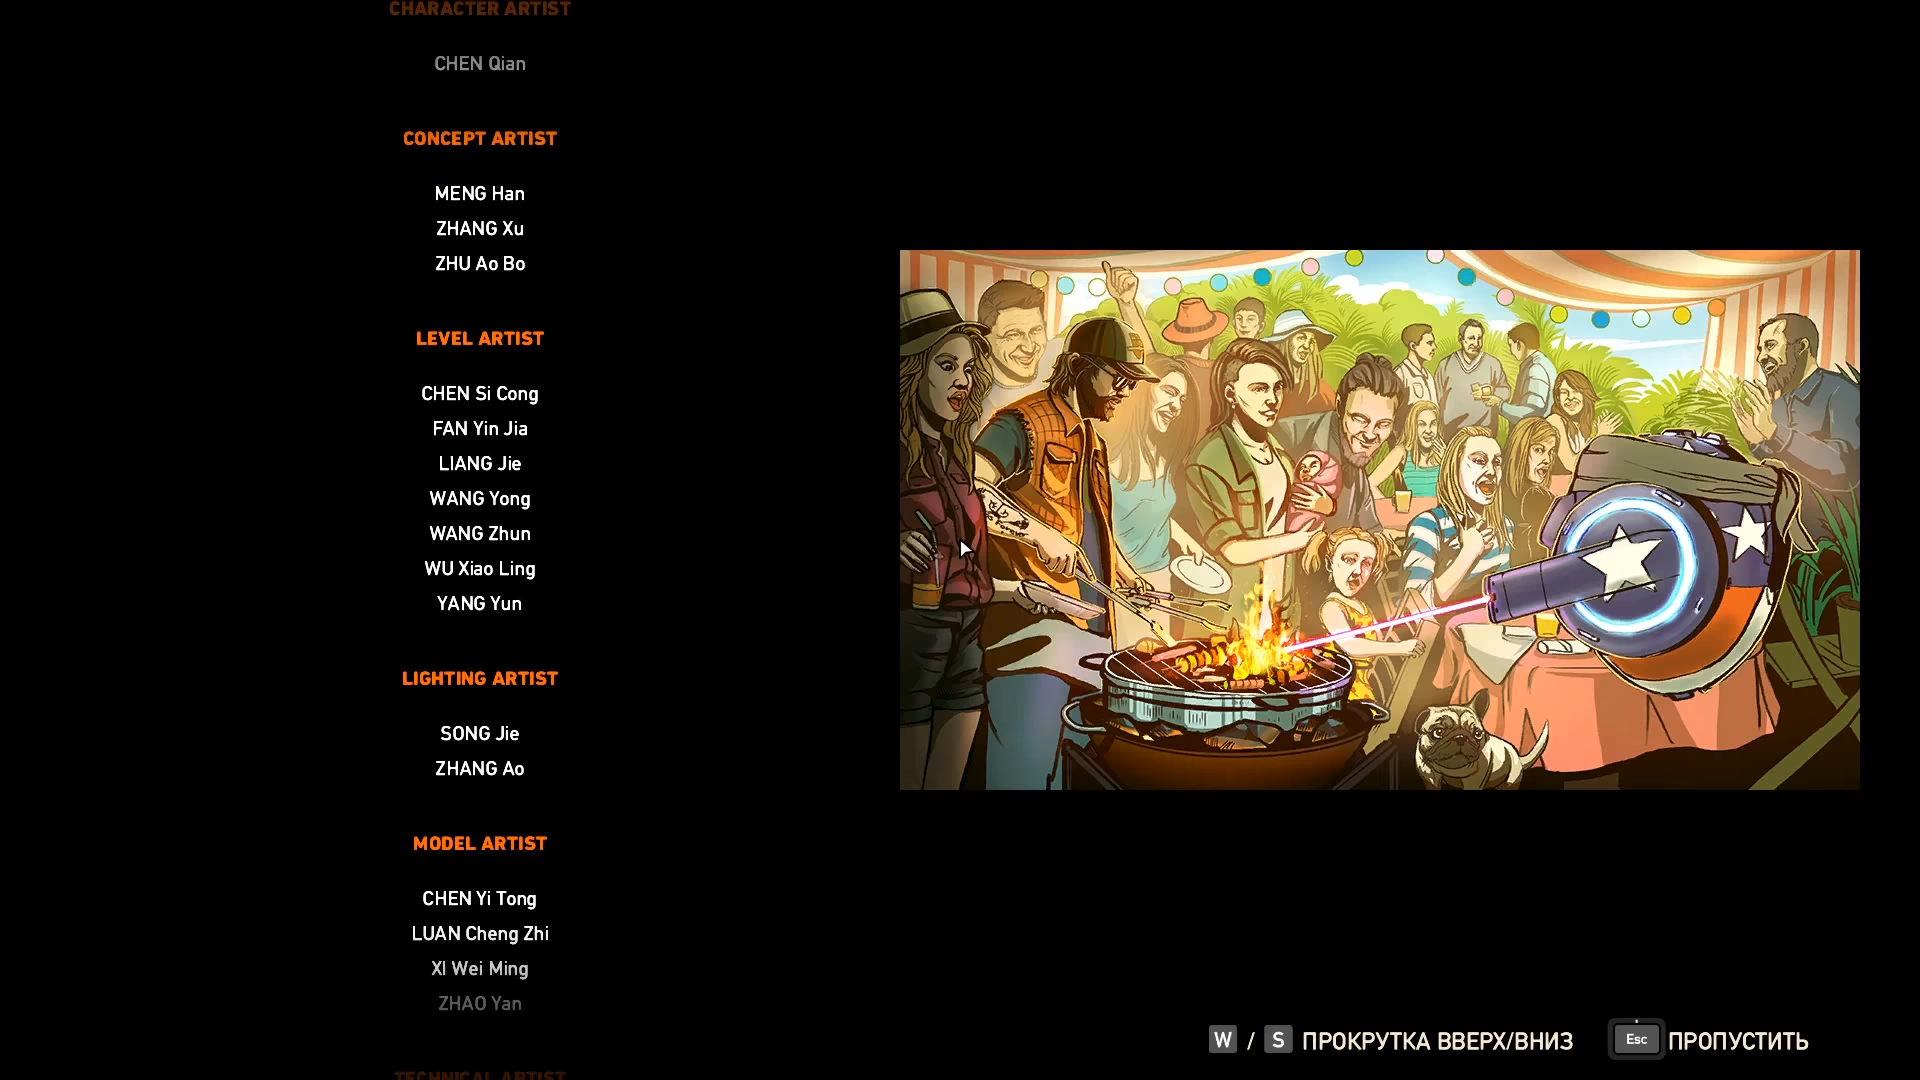 CHARACTER ARTIST
CHEN Qian
CONCEPT ARTIST
MENG Han
ZHANG Xu
ZHU Ao Bo
LEVEL ARTIST
CHEN Si Cong
FAN Yin Jia
LIANG Jie
WANG Yong
WANG Zhun
WU Xiao Ling
YANG Yun
LIGHTING ARTIST
SONG Jie
ZHANG Ao
MODEL ARTIST
CHEN Yi Tong
LUAN Cheng Zhi
XI Wei Ming
ZHAO Yan
TECHNICAL ARTIST
W / S ПРОКРУТКА ВВЕРХ/ВНИЗ Esc ПРОПУСТИТЬ